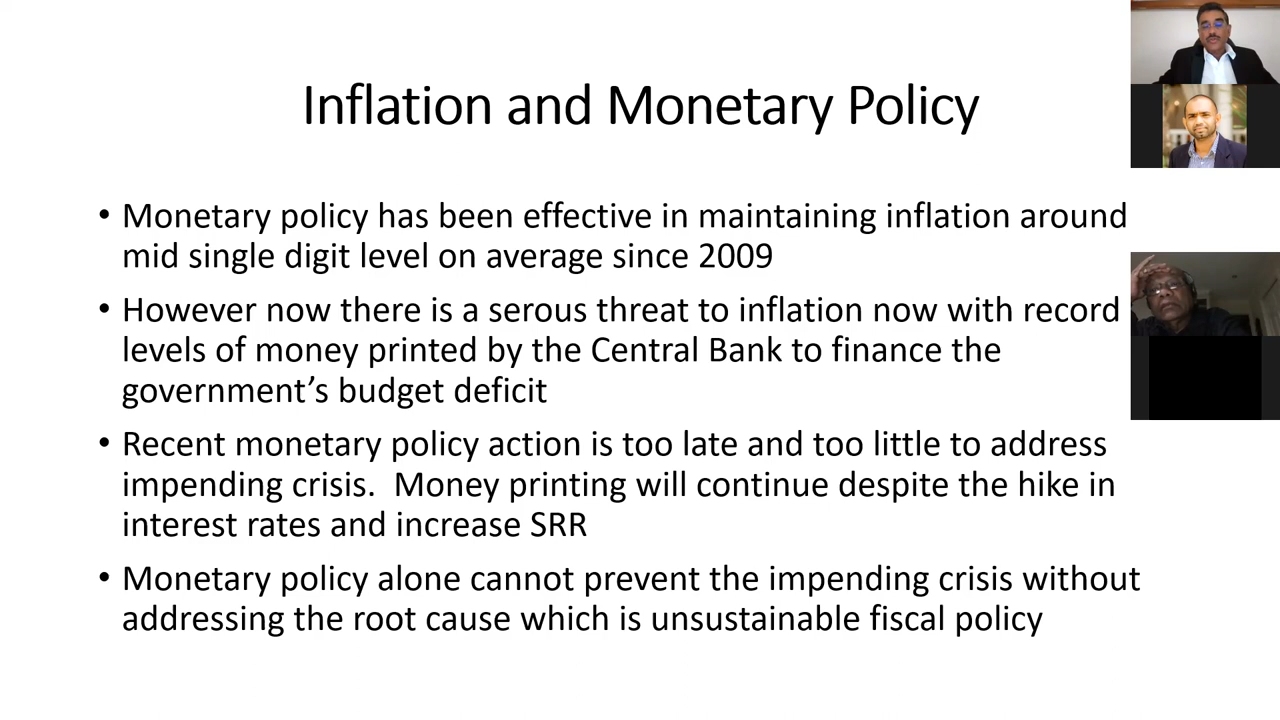 Inflation and Monetary Policy
• Monetary policy has been effective in maintaining inflation around
mid single digit level on average since 2009
• However now there is a serous threat to inflation now with record
levels of money printed by the Central Bank to finance the
government's budget deficit
• Recent monetary policy action is too late and too little to address
impending crisis.  Money printing will continue despite the hike in
interest rates and increase SRR
• Monetary policy alone cannot prevent the impending crisis without
addressing the root cause which is unsustainable fiscal policy